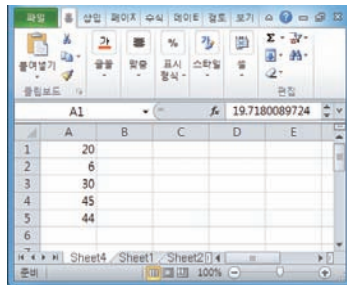 파일 홈 삽입 페이지 수식 데이터 검토 보기
붙여넣기 글꼴 맞춤 표시 형식 스타일 셀
클립보드 편집
A1 fx 19.7180089724
A B C D E
1 20
2 6
3 30
4 45
5 44
6
Sheet4 Sheet1 Sheet2
준비 100%